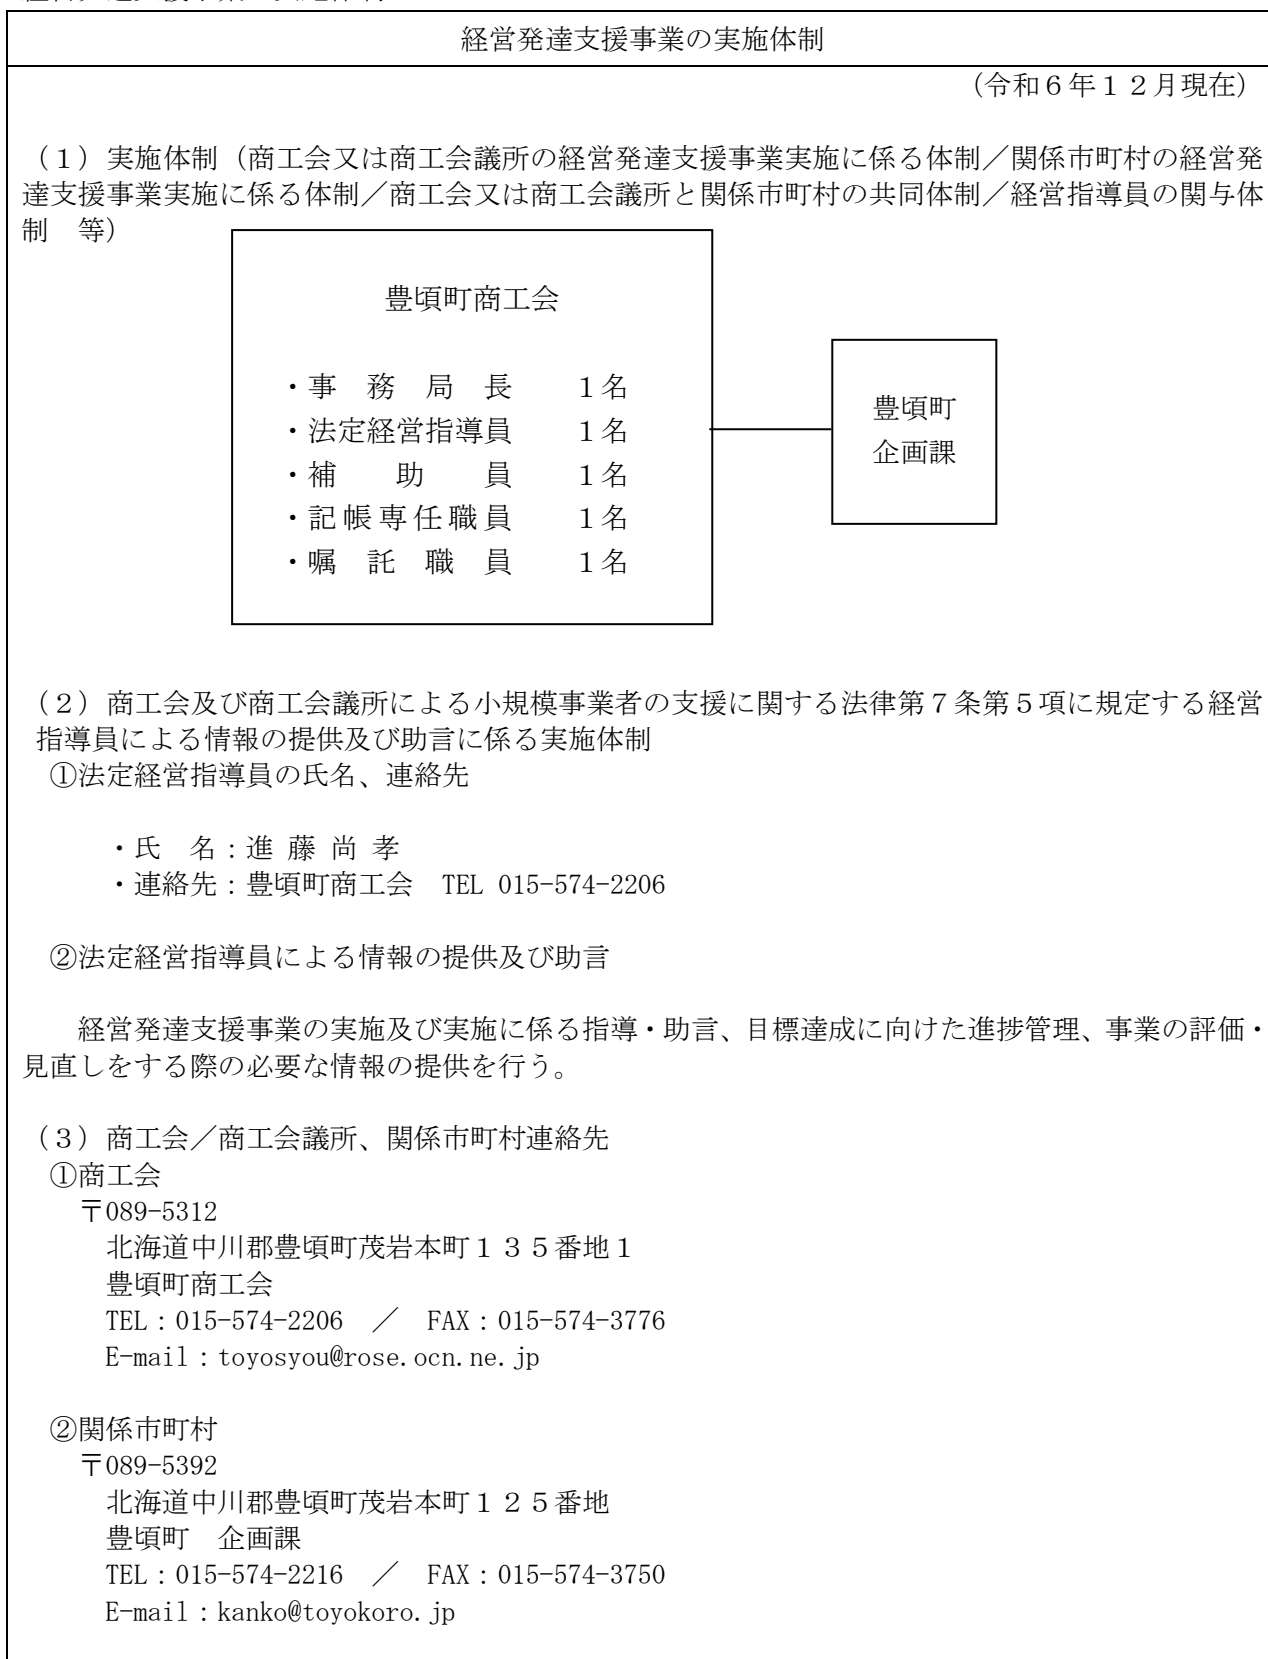 経営発達支援事業の実施体制
（令和６年１２月現在）
（１）実施体制（商工会又は商工会議所の経営発達支援事業実施に係る体制／関係市町村の経営発
達支援事業実施に係る体制／商工会又は商工会議所と関係市町村の共同体制／経営指導員の関与体
制　等）
豊頃町商工会
・事　務　局　長　　１名
・法定経営指導員　　１名
・補　　助　　員　　１名
・記帳専任職員　　１名
・嘱　託　職　員　　１名
豊頃町
企画課
（２）商工会及び商工会議所による小規模事業者の支援に関する法律第７条第５項に規定する経営
指導員による情報の提供及び助言に係る実施体制
①法定経営指導員の氏名、連絡先
・氏　名：進 藤 尚 孝
・連絡先：豊頃町商工会　TEL 015-574-2206
②法定経営指導員による情報の提供及び助言
経営発達支援事業の実施及び実施に係る指導・助言、目標達成に向けた進捗管理、事業の評価・
見直しをする際の必要な情報の提供を行う。
（３）商工会／商工会議所、関係市町村連絡先
①商工会
〒089-5312
北海道中川郡豊頃町茂岩本町１３５番地１
豊頃町商工会
TEL：015-574-2206　／　FAX：015-574-3776
E-mail：toyosyou@rose.ocn.ne.jp
②関係市町村
〒089-5392
北海道中川郡豊頃町茂岩本町１２５番地
豊頃町　企画課
TEL：015-574-2216　／　FAX：015-574-3750
E-mail：kanko@toyokoro.jp